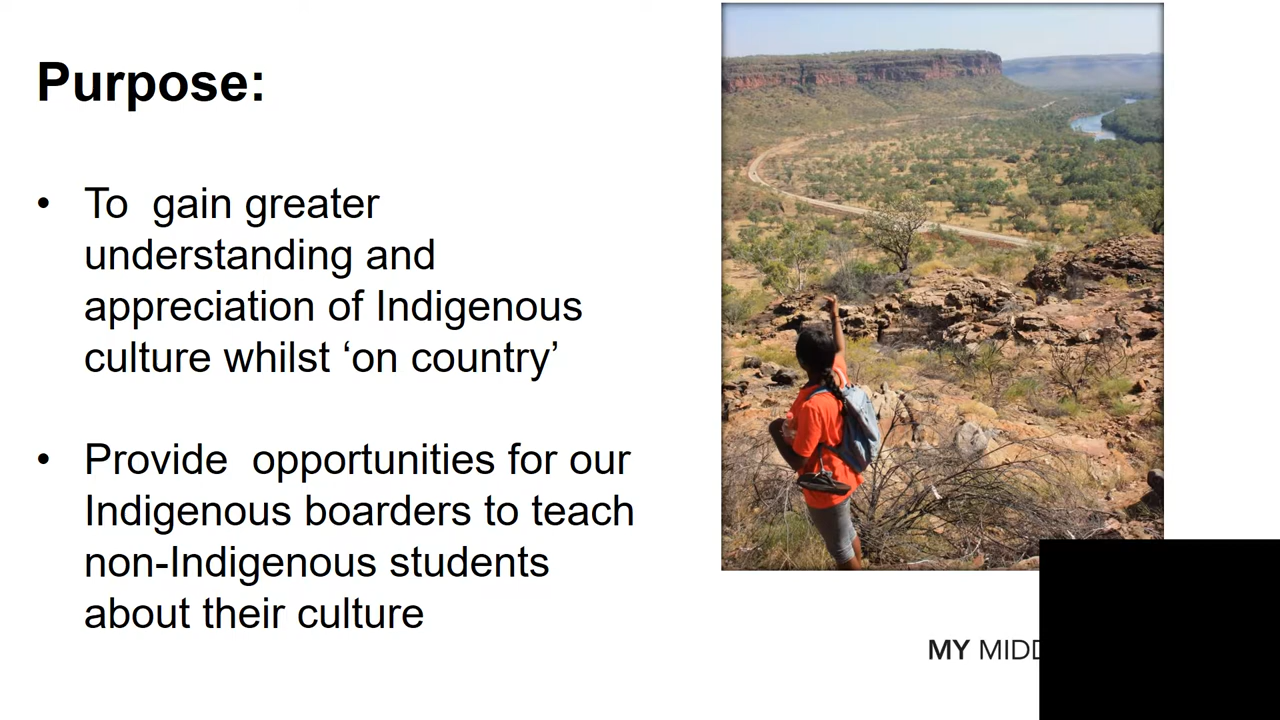 Purpose:
• To  gain greater
understanding and
appreciation of Indigenous
culture whilst ‘on country’
• Provide  opportunities for our
Indigenous boarders to teach
non-Indigenous students
about their culture
MY